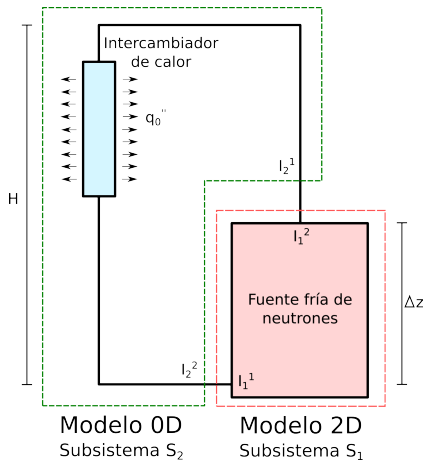 Intercambiador
de calor
q₀''
H
I₂¹
I₁²
Fuente fría de
neutrones
Δz
I₂²
I₁¹
Modelo 0D
Subsistema S₂
Modelo 2D
Subsistema S₁